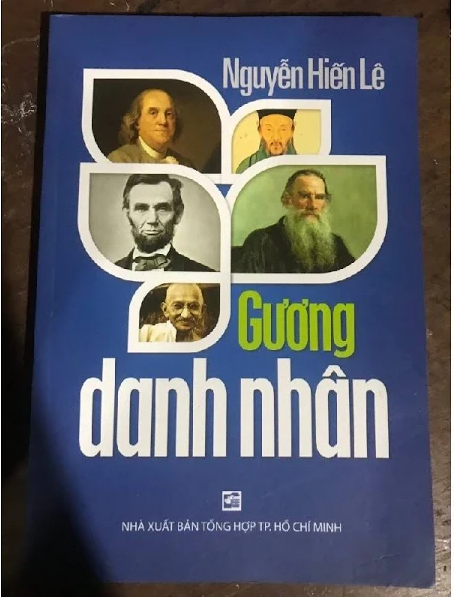 Nguyễn Hiến Lê
Gương
danh nhân
NHÀ XUẤT BẢN TỔNG HỢP TP. HỒ CHÍ MINH